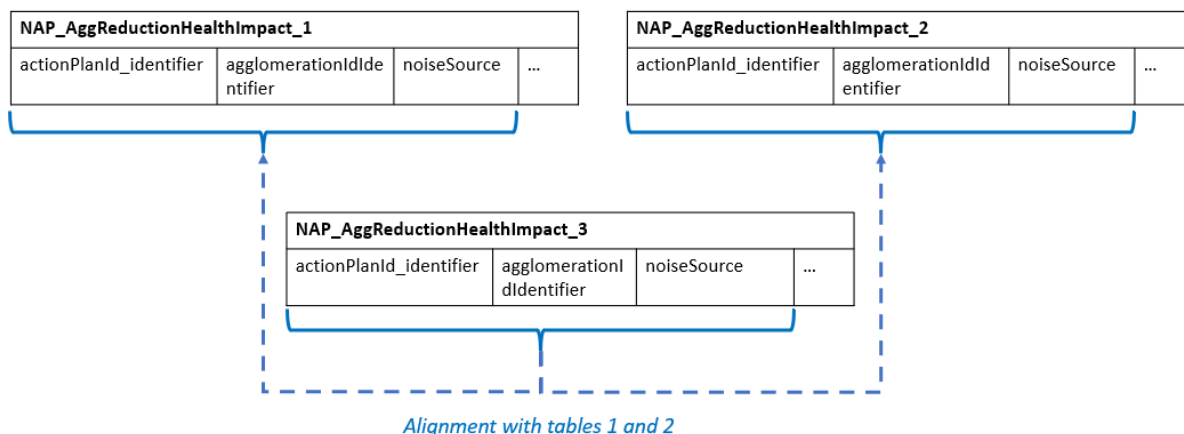 NAP_AggReductionHealthImpact_1
actionPlanId_identifier
agglomerationIdIde
ntifier
noiseSource
...
NAP_AggReductionHealthImpact_2
actionPlanId_identifier
agglomerationIdId
entifier
noiseSource
...
NAP_AggReductionHealthImpact_3
actionPlanId_identifier
agglomerationI
dIdentifier
noiseSource
...
Alignment with tables 1 and 2